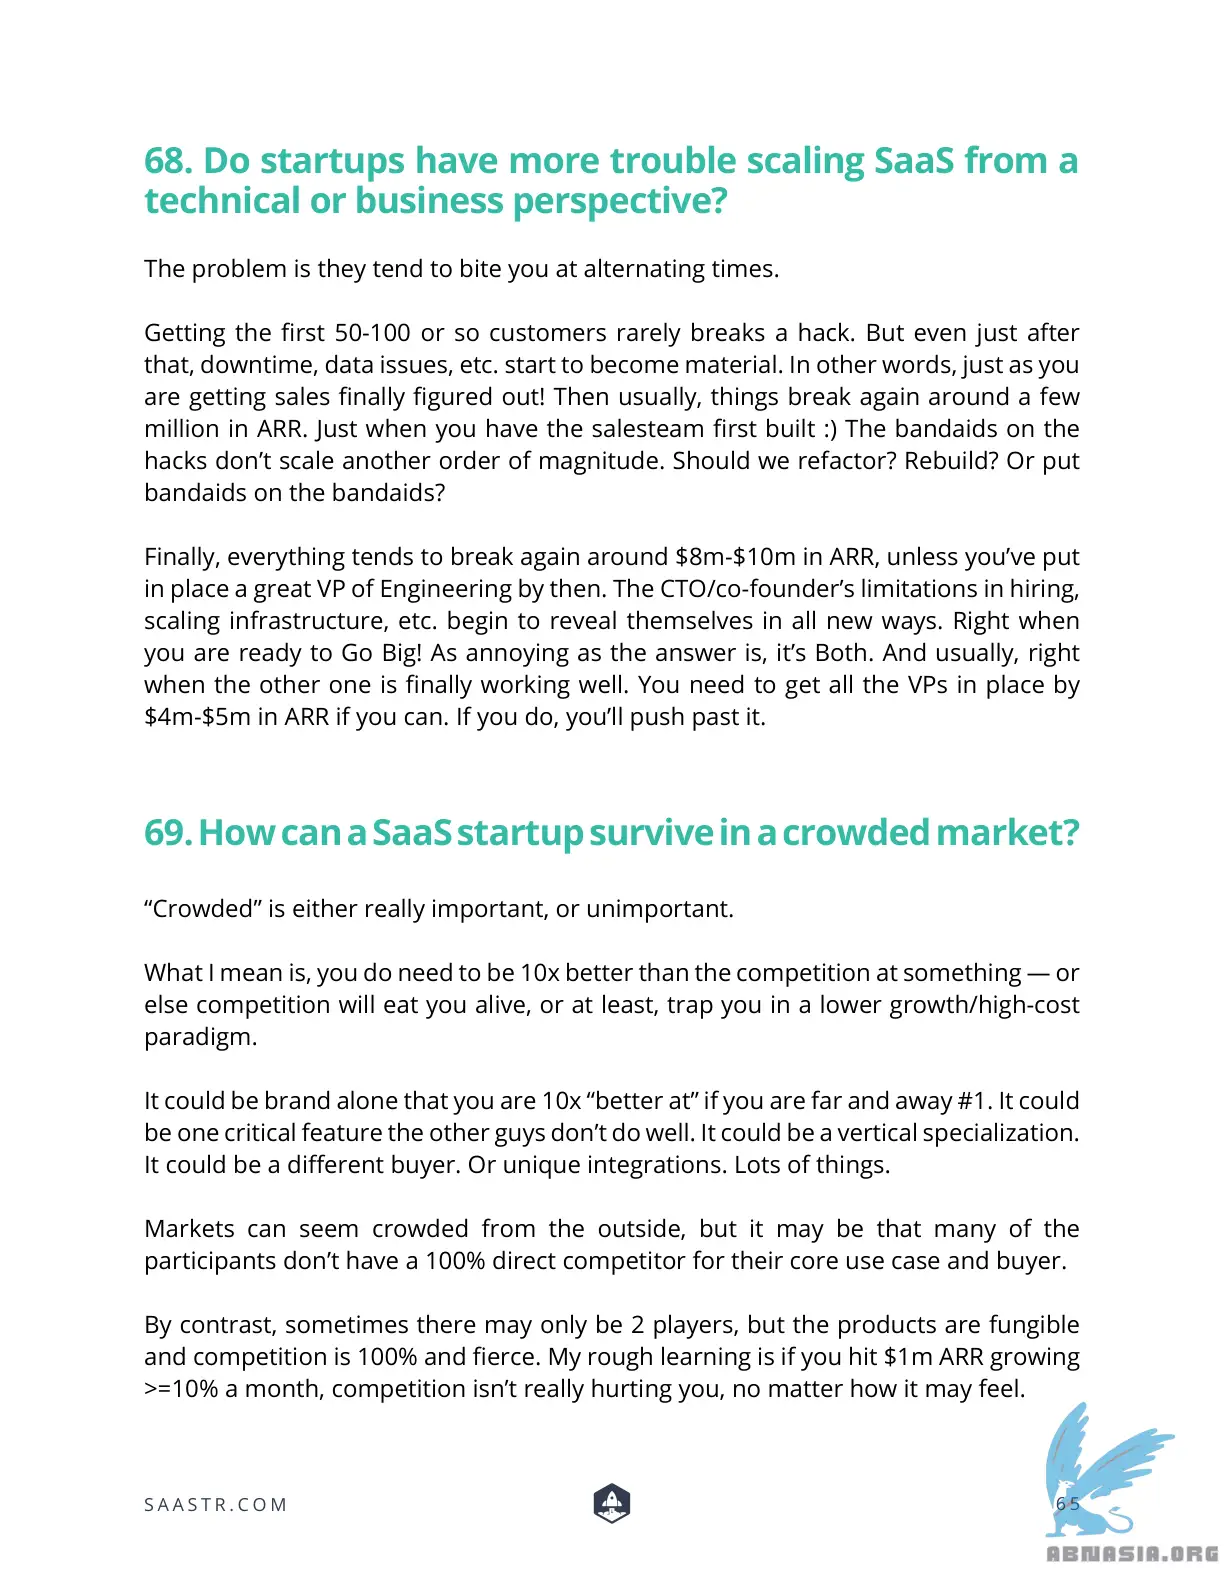 68. Do startups have more trouble scaling SaaS from a
technical or business perspective?
The problem is they tend to bite you at alternating times.
Getting the first 50-100 or so customers rarely breaks a hack. But even just after
that, downtime, data issues, etc. start to become material. In other words, just as you
are getting sales finally figured out! Then usually, things break again around a few
million in ARR. Just when you have the salesteam first built :) The bandaids on the
hacks don’t scale another order of magnitude. Should we refactor? Rebuild? Or put
bandaids on the bandaids?
Finally, everything tends to break again around $8m-$10m in ARR, unless you’ve put
in place a great VP of Engineering by then. The CTO/co-founder’s limitations in hiring,
scaling infrastructure, etc. begin to reveal themselves in all new ways. Right when
you are ready to Go Big! As annoying as the answer is, it’s Both. And usually, right
when the other one is finally working well. You need to get all the VPs in place by
$4m-$5m in ARR if you can. If you do, you’ll push past it.
69. How can a SaaS startup survive in a crowded market?
“Crowded” is either really important, or unimportant.
What I mean is, you do need to be 10x better than the competition at something — or
else competition will eat you alive, or at least, trap you in a lower growth/high-cost
paradigm.
It could be brand alone that you are 10x “better at” if you are far and away #1. It could
be one critical feature the other guys don’t do well. It could be a vertical specialization.
It could be a different buyer. Or unique integrations. Lots of things.
Markets can seem crowded from the outside, but it may be that many of the
participants don’t have a 100% direct competitor for their core use case and buyer.
By contrast, sometimes there may only be 2 players, but the products are fungible
and competition is 100% and fierce. My rough learning is if you hit $1m ARR growing
>=10% a month, competition isn’t really hurting you, no matter how it may feel.
SAASTR.COM
65
ABNASIA.ORG